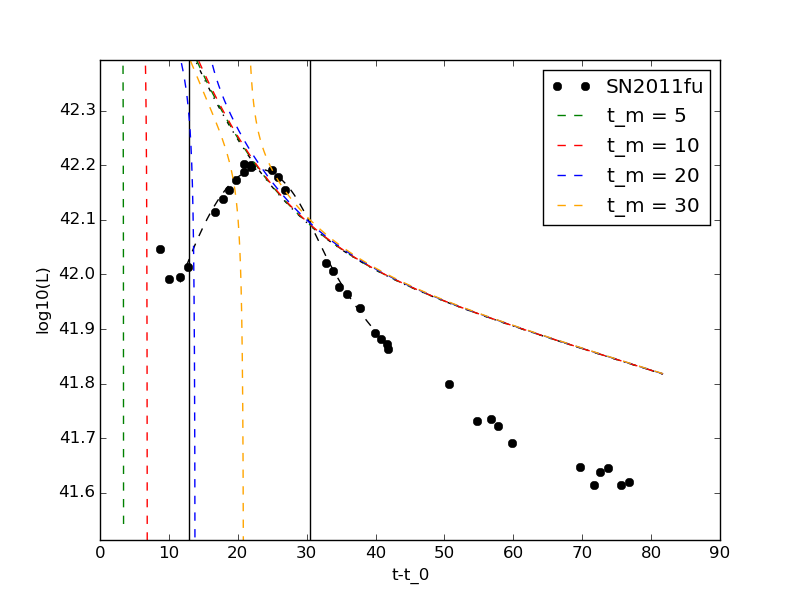 42.3
42.2
42.1
42.0
41.9
41.8
41.7
41.6
log10(L)
0 10 20 30 40 50 60 70 80 90
t-t_0
SN2011fu
t_m = 5
t_m = 10
t_m = 20
t_m = 30